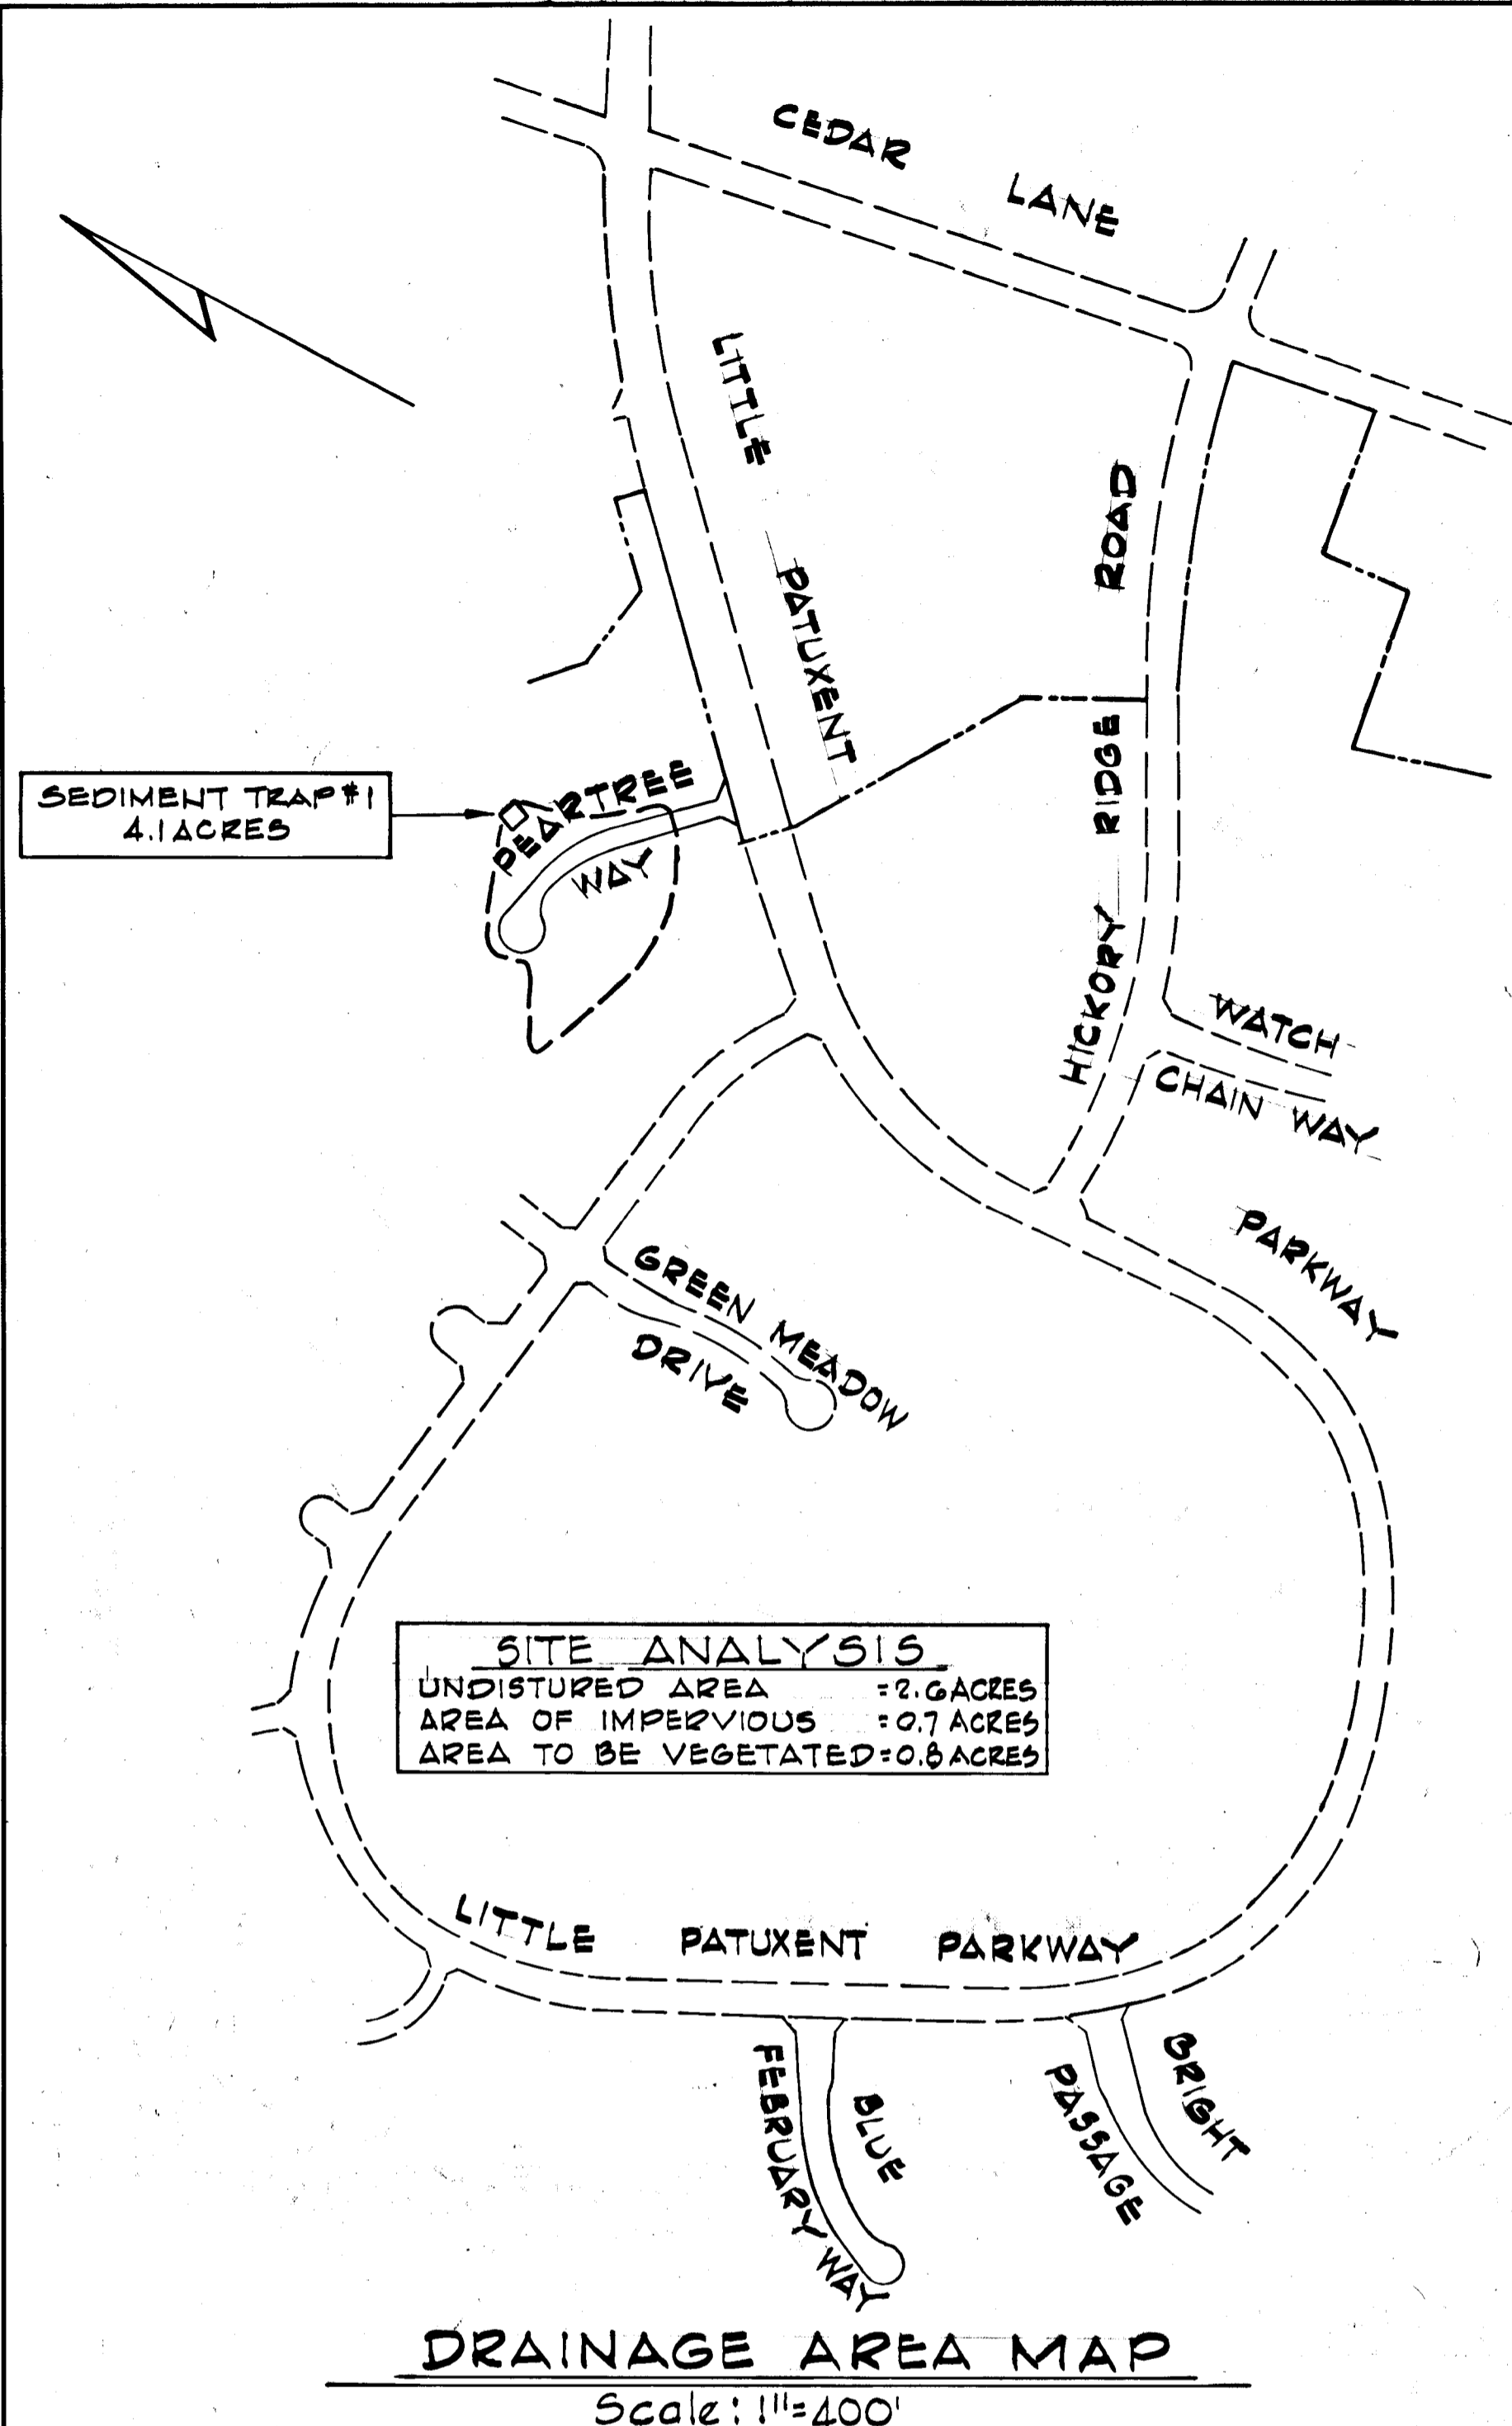 CEDAR LANE
LITTLE PATUXENT
HICKORY RIDGE ROAD
SEDIMENT TRAP #1
4.1 ACRES
PEARTREE
WAY
WATCH
CHAIN WAY
PARKWAY
GREEN MEADOW
DRIVE
SITE ANALYSIS
UNDISTURED AREA =2.6 ACRES
AREA OF IMPERVIOUS =0.7 ACRES
AREA TO BE VEGETATED=0.8 ACRES
LITTLE PATUXENT PARKWAY
BLUE
FEBRUARY WAY
BRIGHT
PASSAGE
DRAINAGE AREA MAP
Scale: 1"=400'